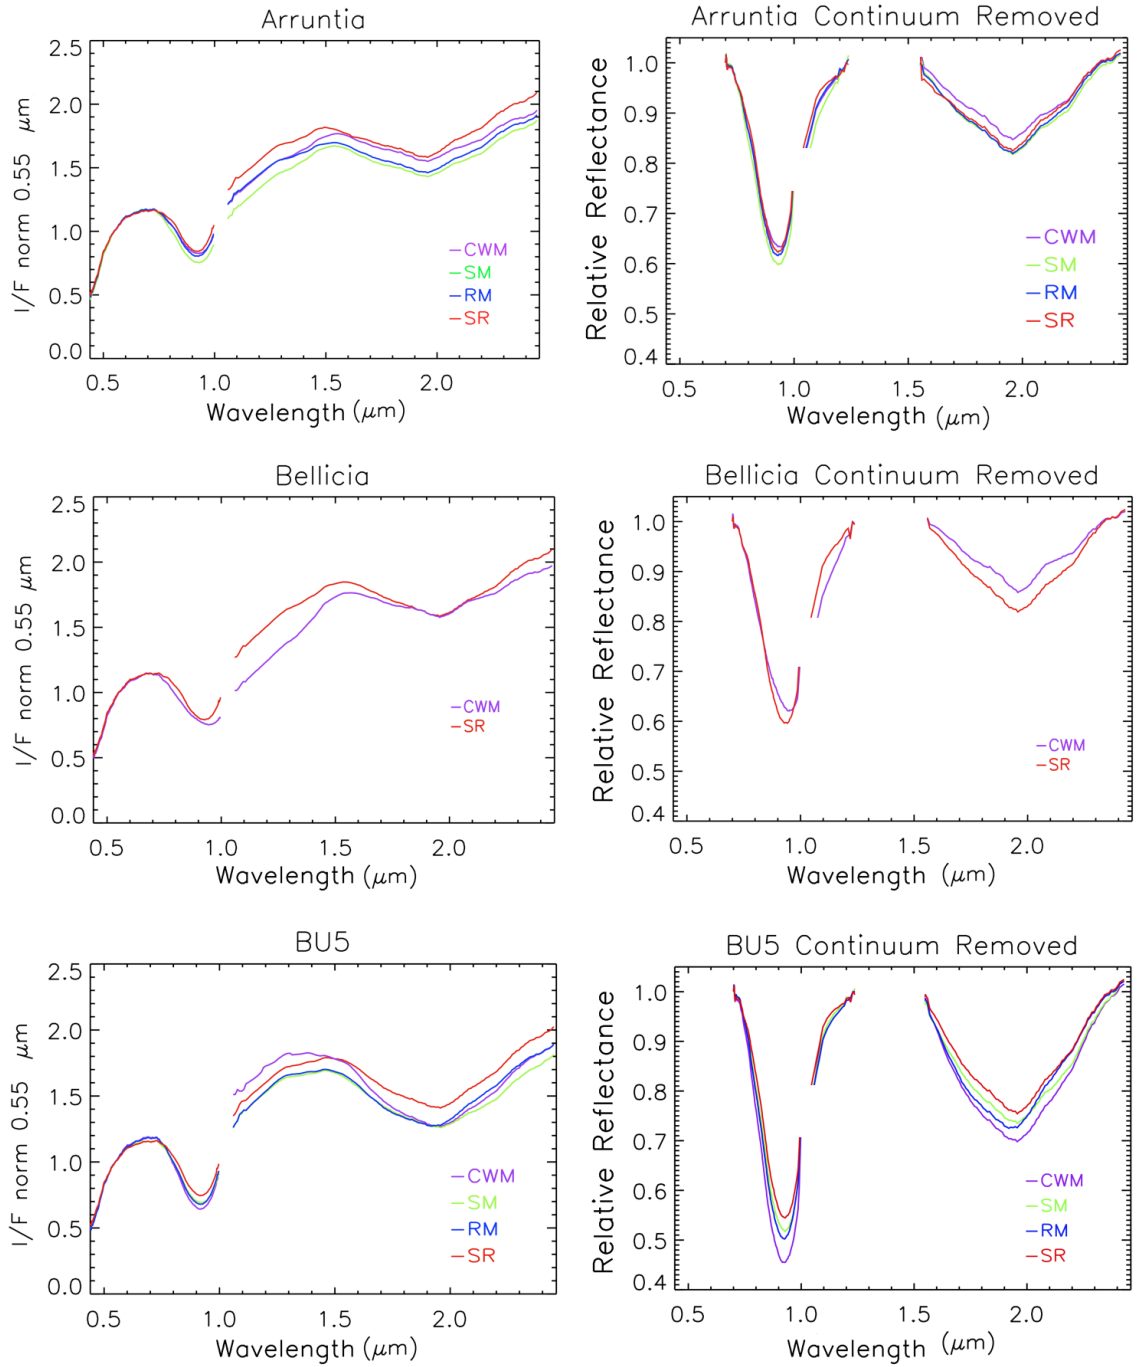 Arruntia
I/F norm 0.55 μm
2.5
2.0
1.5
1.0
0.5
0.0
CWM
SM
RM
SR
0.5 1.0 1.5 2.0
Wavelength (μm)
Arruntia Continuum Removed
Relative Reflectance
1.0
0.9
0.8
0.7
0.6
0.5
0.4
CWM
SM
RM
SR
0.5 1.0 1.5 2.0
Wavelength (μm)
Bellicia
I/F norm 0.55 μm
2.5
2.0
1.5
1.0
0.5
0.0
CWM
SR
0.5 1.0 1.5 2.0
Wavelength (μm)
Bellicia Continuum Removed
Relative Reflectance
1.0
0.9
0.8
0.7
0.6
0.5
0.4
CWM
SR
0.5 1.0 1.5 2.0
Wavelength (μm)
BU5
I/F norm 0.55 μm
2.5
2.0
1.5
1.0
0.5
0.0
CWM
SM
RM
SR
0.5 1.0 1.5 2.0
Wavelength (μm)
BU5 Continuum Removed
Relative Reflectance
1.0
0.9
0.8
0.7
0.6
0.5
0.4
CWM
SM
RM
SR
0.5 1.0 1.5 2.0
Wavelength (μm)